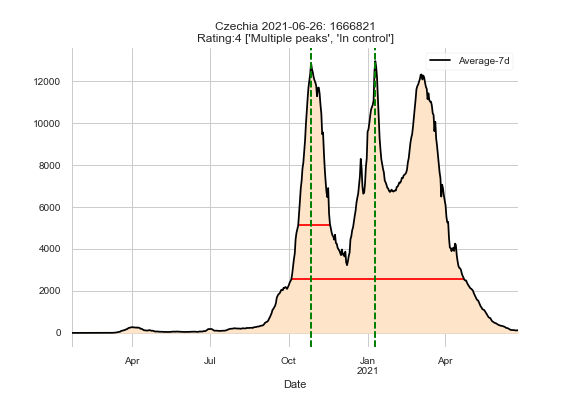 Czechia 2021-06-26: 1666821
Rating:4 ['Multiple peaks', 'In control']
Average-7d
12000
10000
8000
6000
4000
2000
0
Apr
Jul
Oct
Jan
2021
Apr
Date